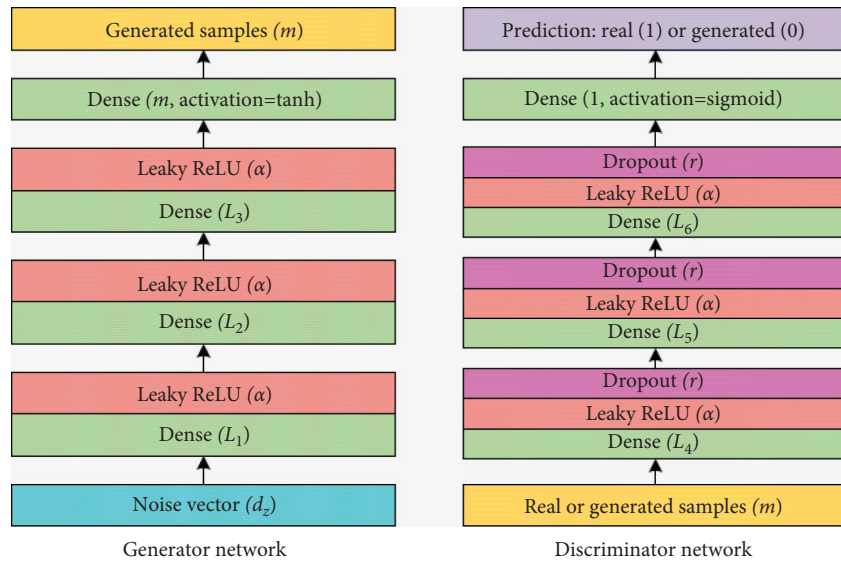 Generated samples (m)
Dense (m, activation=tanh)
Leaky ReLU (α)
Dense (L₃)
Leaky ReLU (α)
Dense (L₂)
Leaky ReLU (α)
Dense (L₁)
Noise vector (d_z)
Generator network
Prediction: real (1) or generated (0)
Dense (1, activation=sigmoid)
Dropout (r)
Leaky ReLU (α)
Dense (L₆)
Dropout (r)
Leaky ReLU (α)
Dense (L₅)
Dropout (r)
Leaky ReLU (α)
Dense (L₄)
Real or generated samples (m)
Discriminator network